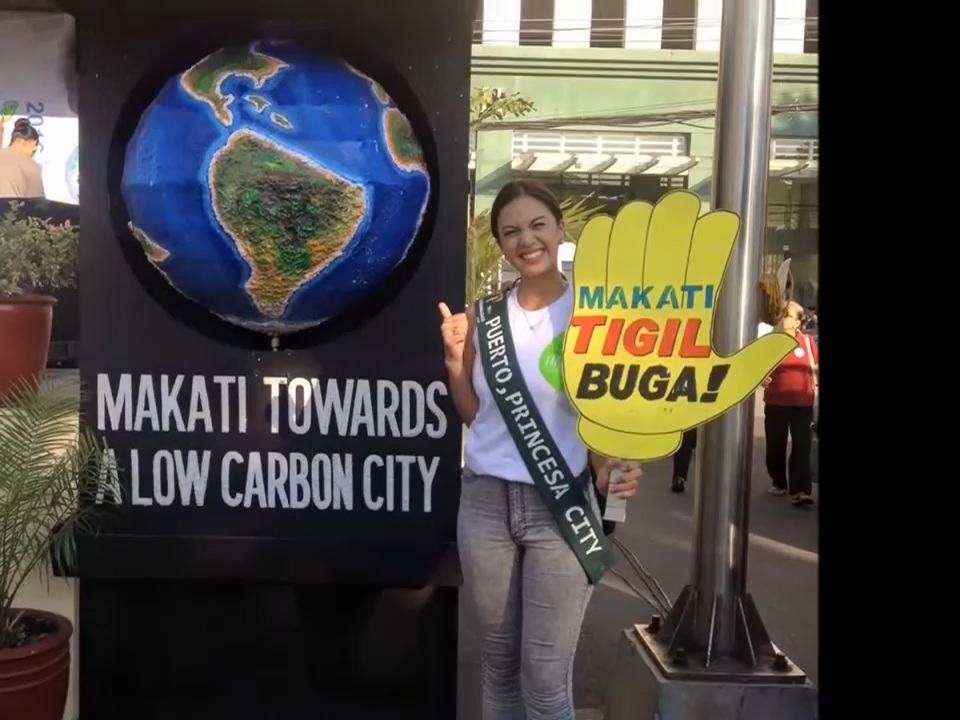 MAKATI TOWARDS
A LOW CARBON CITY
PUERTO, PRINCESA CITY
MAKATI
TIGIL
BUGA!